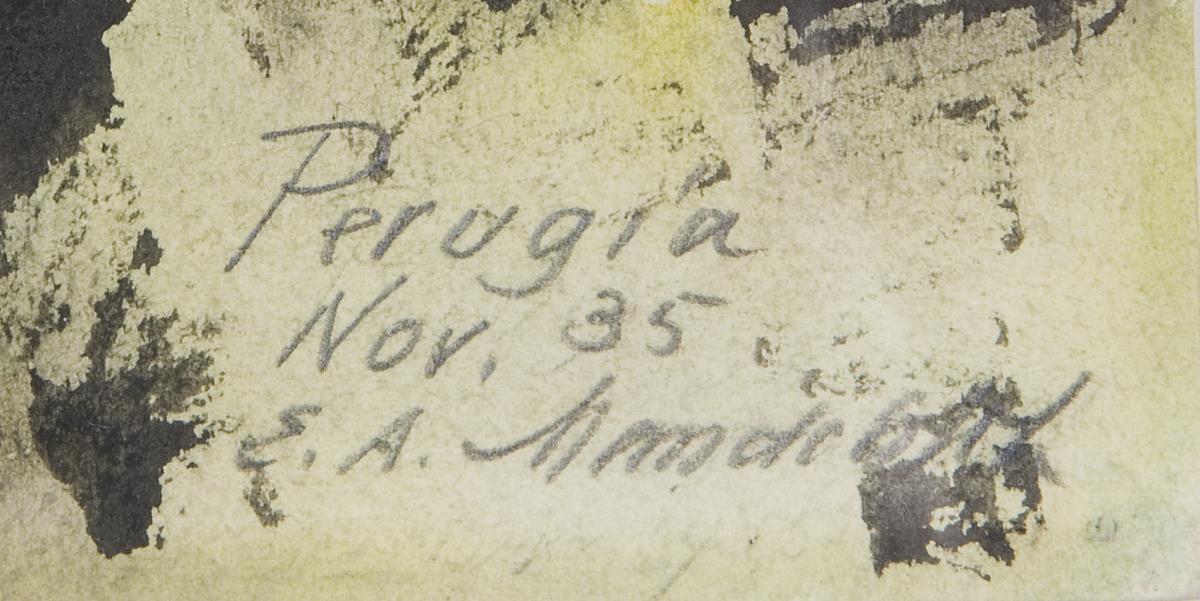 Perugia
Nov. 35
E. A.